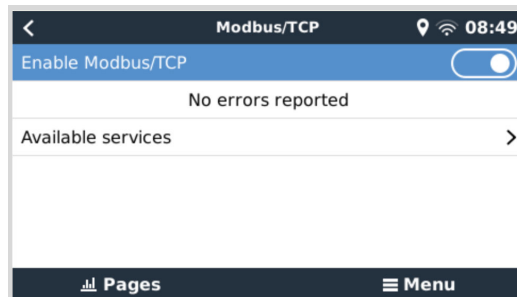 Modbus/TCP 08:49
Enable Modbus/TCP
No errors reported
Available services
Pages Menu